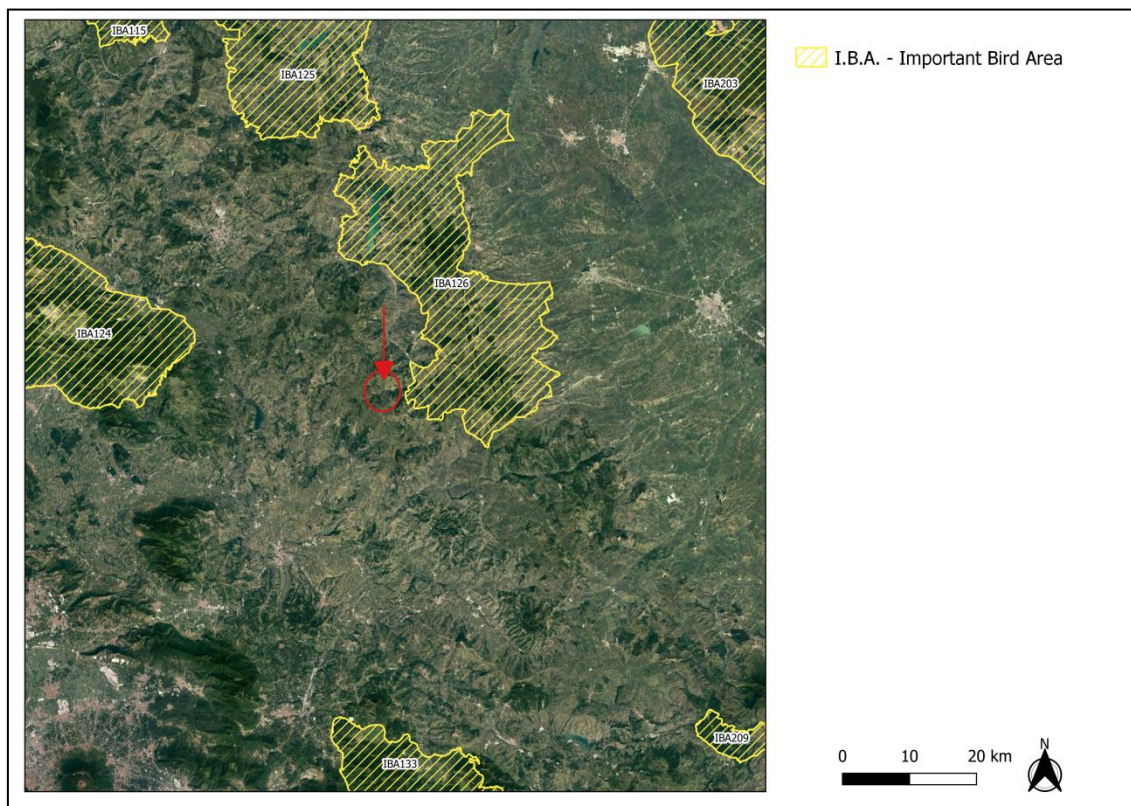 IBA115
IBA125
IBA203
I.B.A. - Important Bird Area
IBA126
IBA124
IBA209
IBA133
0 10 20 km
N